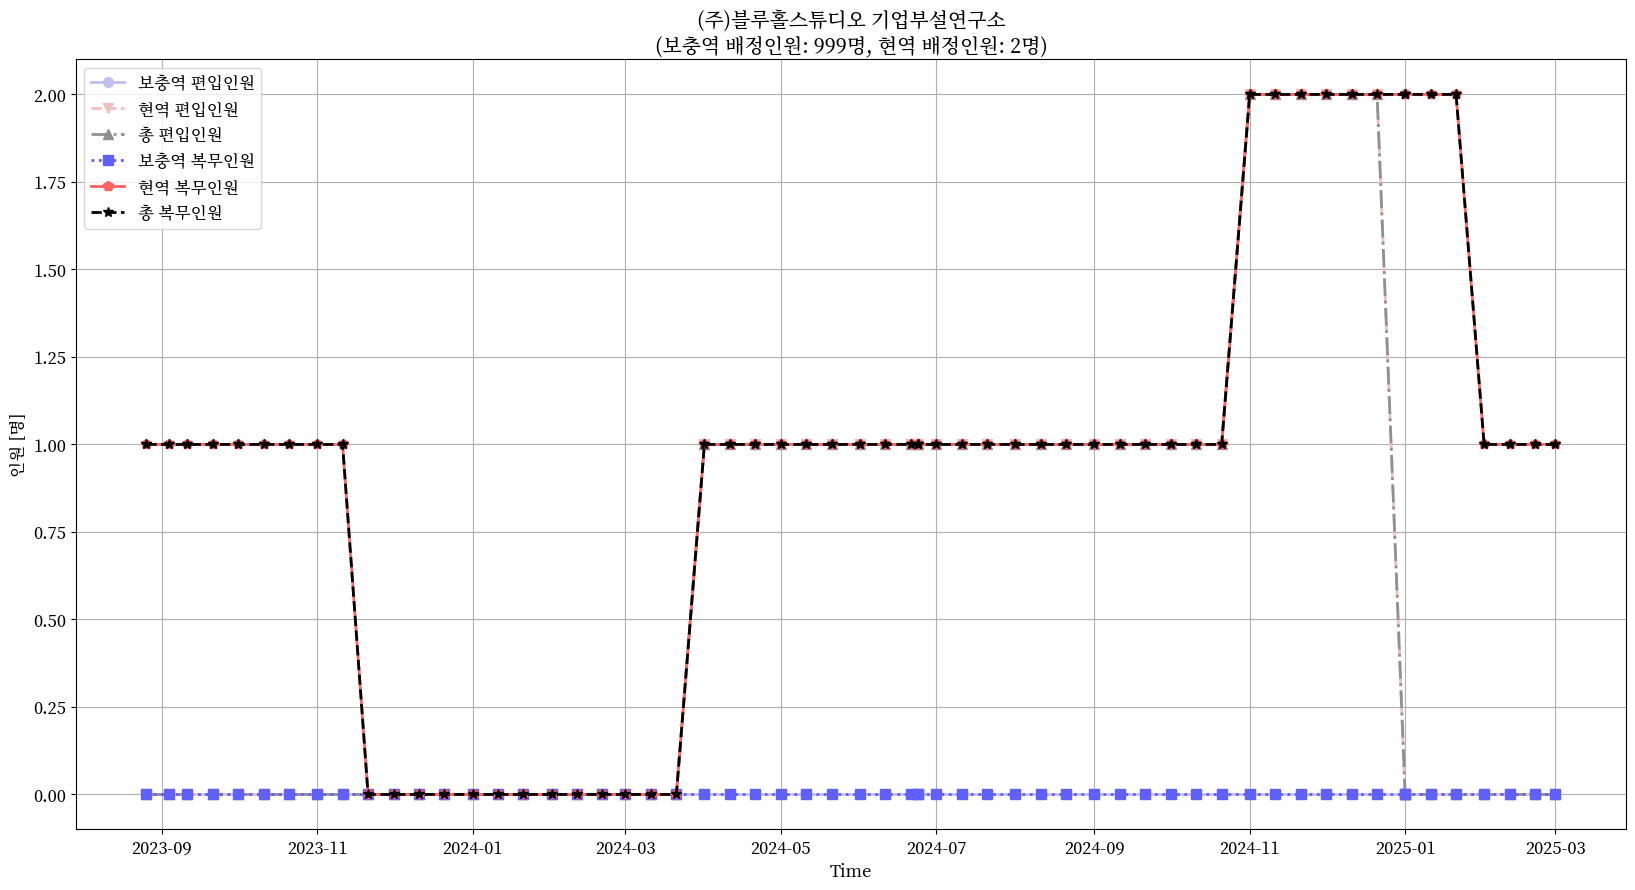 (주)블루홀스튜디오 기업부설연구소
(보충역 배정인원: 999명, 현역 배정인원: 2명)
보충역 편입인원
현역 편입인원
총 편입인원
보충역 복무인원
현역 복무인원
총 복무인원
인원 [명]
2.00
1.75
1.50
1.25
1.00
0.75
0.50
0.25
0.00
2023-09
2023-11
2024-01
2024-03
2024-05
2024-07
2024-09
2024-11
2025-01
2025-03
Time